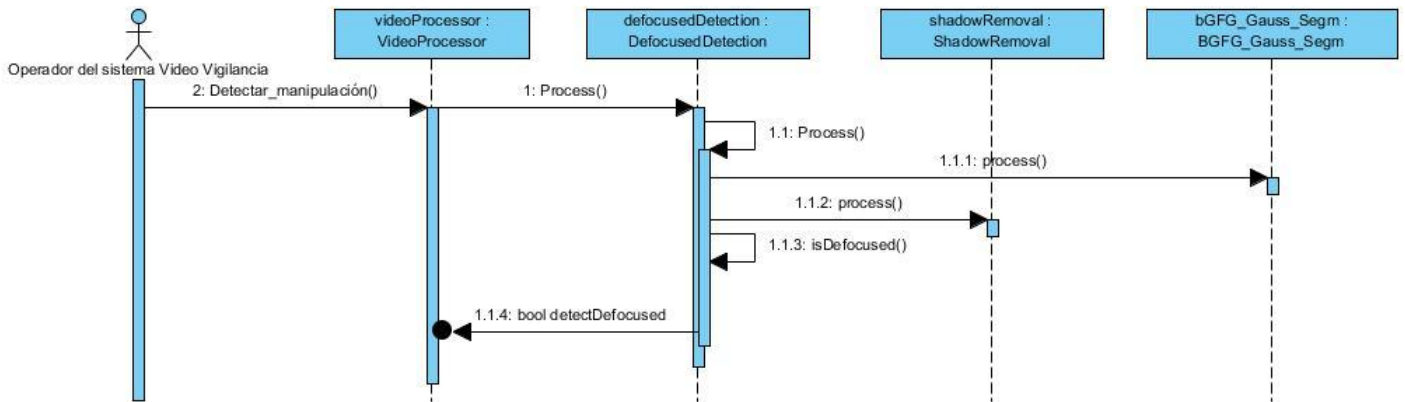 videoProcessor :
VideoProcessor
defocusedDetection :
DefocusedDetection
shadowRemoval :
ShadowRemoval
bGFG_Gauss_Segm :
BGFG_Gauss_Segm
Operador del sistema Video Vigilancia
2: Detectar_manipulación()
1: Process()
1.1: Process()
1.1.1: process()
1.1.2: process()
1.1.3: isDefocused()
1.1.4: bool detectDefocused